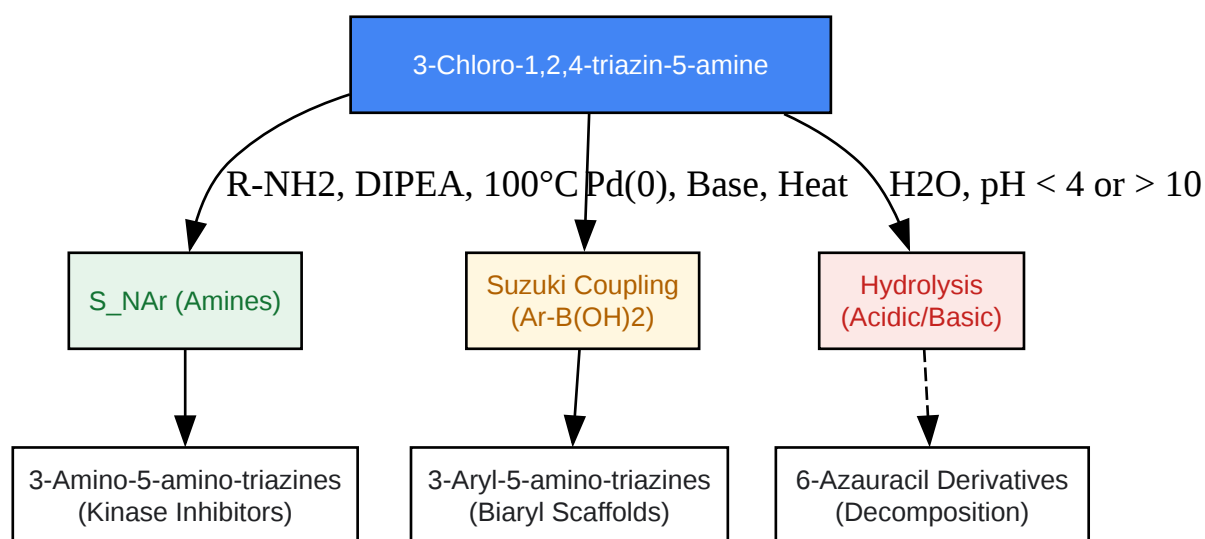 3-Chloro-1,2,4-triazin-5-amine
R-NH2, DIPEA, 100°C
Pd(0), Base, Heat
H2O, pH < 4 or > 10
S_NAr (Amines)
Suzuki Coupling
(Ar-B(OH)2)
Hydrolysis
(Acidic/Basic)
3-Amino-5-amino-triazines
(Kinase Inhibitors)
3-Aryl-5-amino-triazines
(Biaryl Scaffolds)
6-Azauracil Derivatives
(Decomposition)